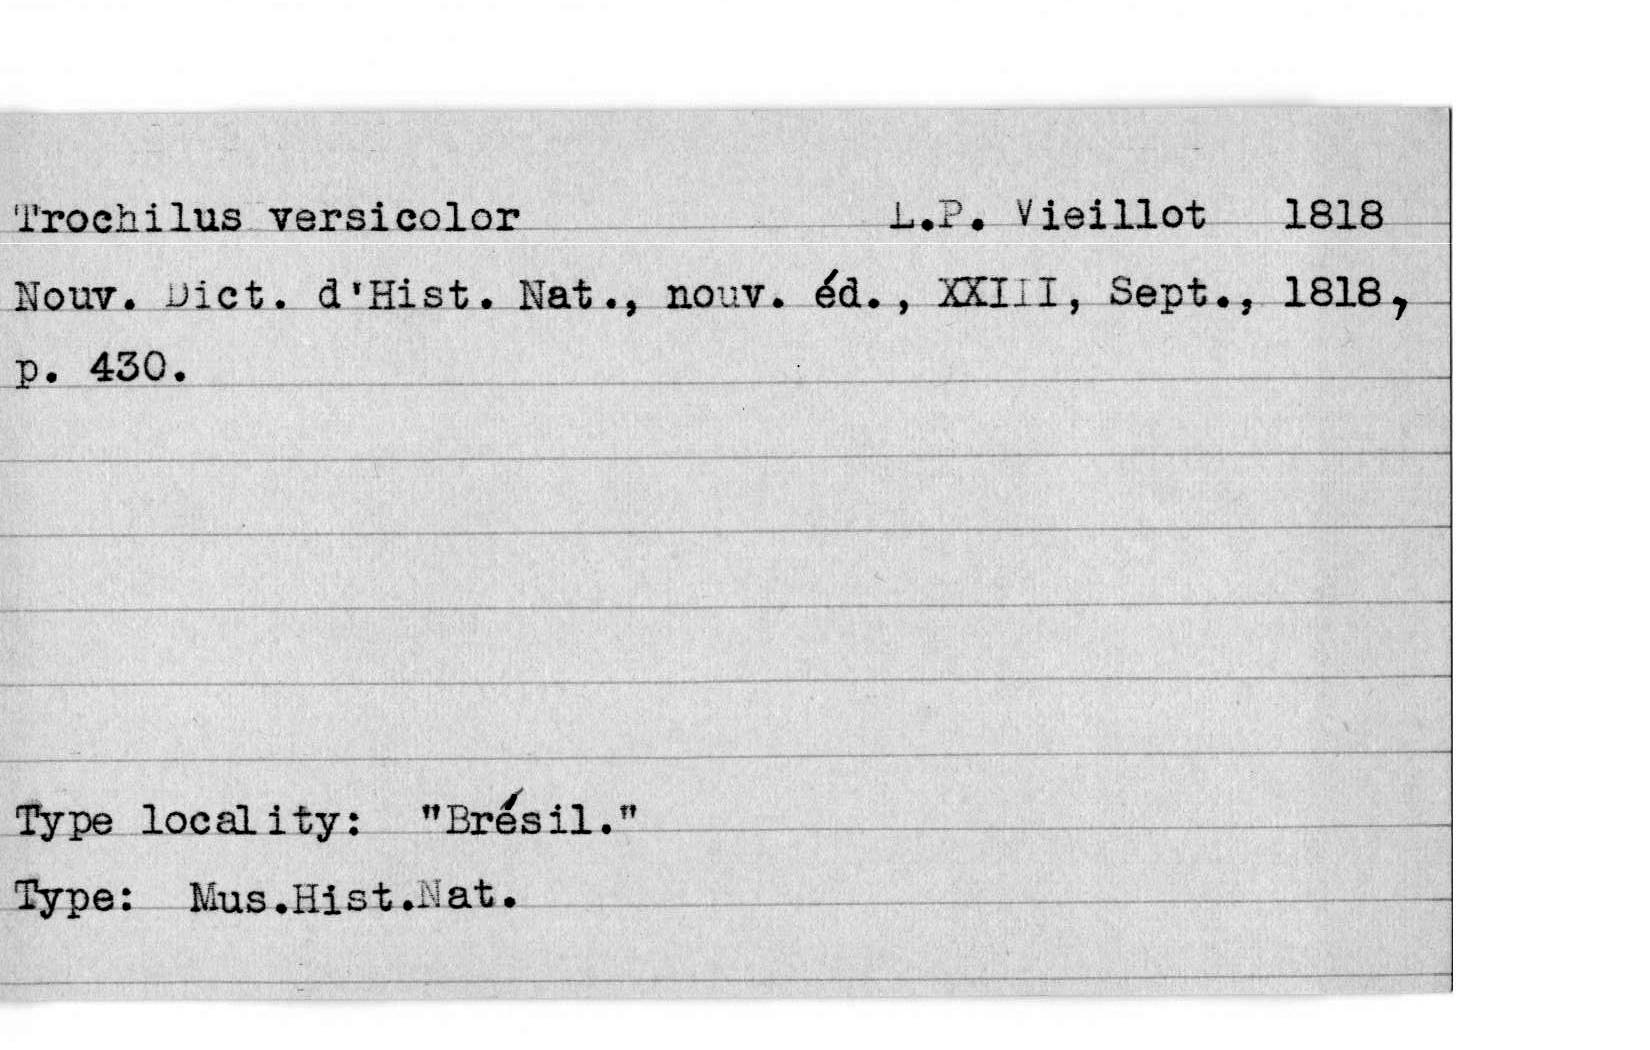 Trochilus versicolor L.P. Vieillot 1818
Nouv. Dict. d'Hist. Nat., nouv. éd., XXIII, Sept., 1818,
p. 430.
Type locality: "Brésil."
Type: Mus.Hist.Nat.